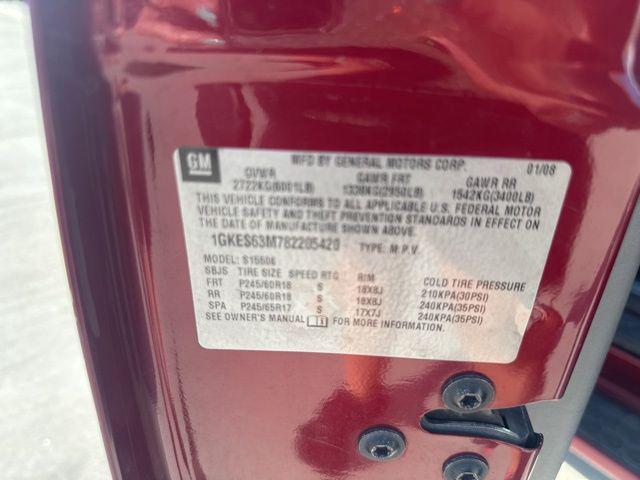 GM
MFD BY GENERAL MOTORS CORP. 01/08
GVWR GAWR FRT GAWR RR
2722KG(6001LB) 1338KG(2950LB) 1542KG(3400LB)
THIS VEHICLE CONFORMS TO ALL APPLICABLE U.S. FEDERAL MOTOR
VEHICLE SAFETY AND THEFT PREVENTION STANDARDS IN EFFECT ON
THE DATE OF MANUFACTURE SHOWN ABOVE.
1GKES63M782205420 TYPE: M.P.V.
MODEL: S15506
SBJS TIRE SIZE SPEED RTG RIM COLD TIRE PRESSURE
FRT P245/60R18 S 18X8J 210KPA(30PSI)
RR P245/60R18 S 18X8J 240KPA(35PSI)
SPA P245/65R17 S 17X7J 240KPA(35PSI)
SEE OWNER'S MANUAL FOR MORE INFORMATION.